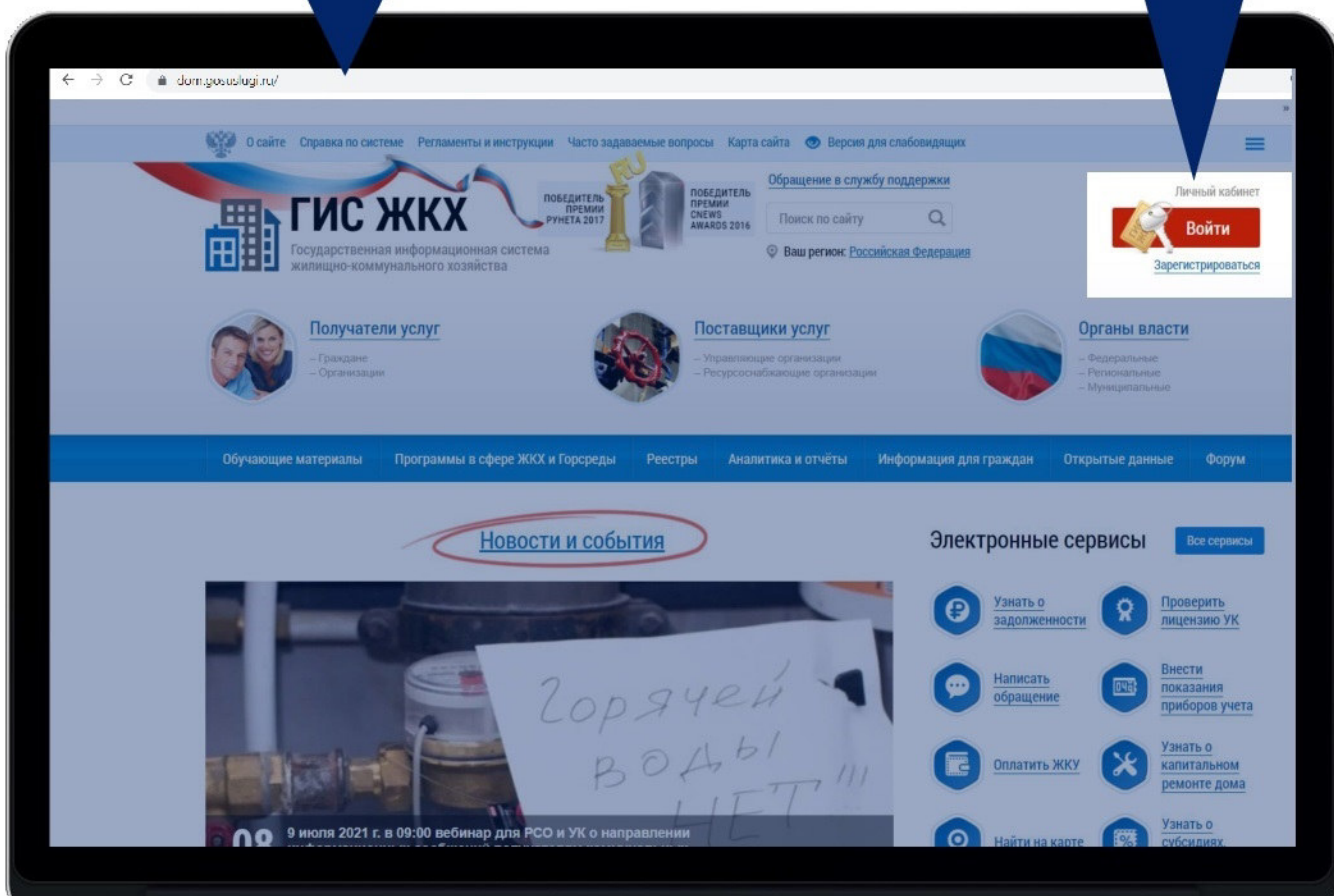 dom.gosuslugi.ru/
О сайте Справка по системе Регламенты и инструкции Часто задаваемые вопросы Карта сайта Версия для слабовидящих
ГИС ЖКХ
Государственная информационная система
жилищно-коммунального хозяйства
ПОБЕДИТЕЛЬ
ПРЕМИИ
РУНЕТА 2017
RU
ПОБЕДИТЕЛЬ
ПРЕМИИ
CNEWS
AWARDS 2016
Обращение в службу поддержки
Поиск по сайту
Ваш регион: Российская Федерация
Личный кабинет
Войти
Зарегистрироваться
Получатели услуг
– Граждане
– Организации
Поставщики услуг
– Управляющие организации
– Ресурсоснабжающие организации
Органы власти
– Федеральные
– Региональные
– Муниципальные
Обучающие материалы Программы в сфере ЖКХ и Горсреды Реестры Аналитика и отчёты Информация для граждан Открытые данные Форум
Новости и события
Горячей
воды
НЕТ!!!
08
9 июля 2021 г. в 09:00 вебинар для РСО и УК о направлении
Электронные сервисы
Все сервисы
Узнать о
задолженности
Проверить
лицензию УК
Написать
обращение
Внести
показания
приборов учета
Оплатить ЖКУ
Узнать о
капитальном
ремонте дома
Найти на карте
Узнать о
субсидиях,